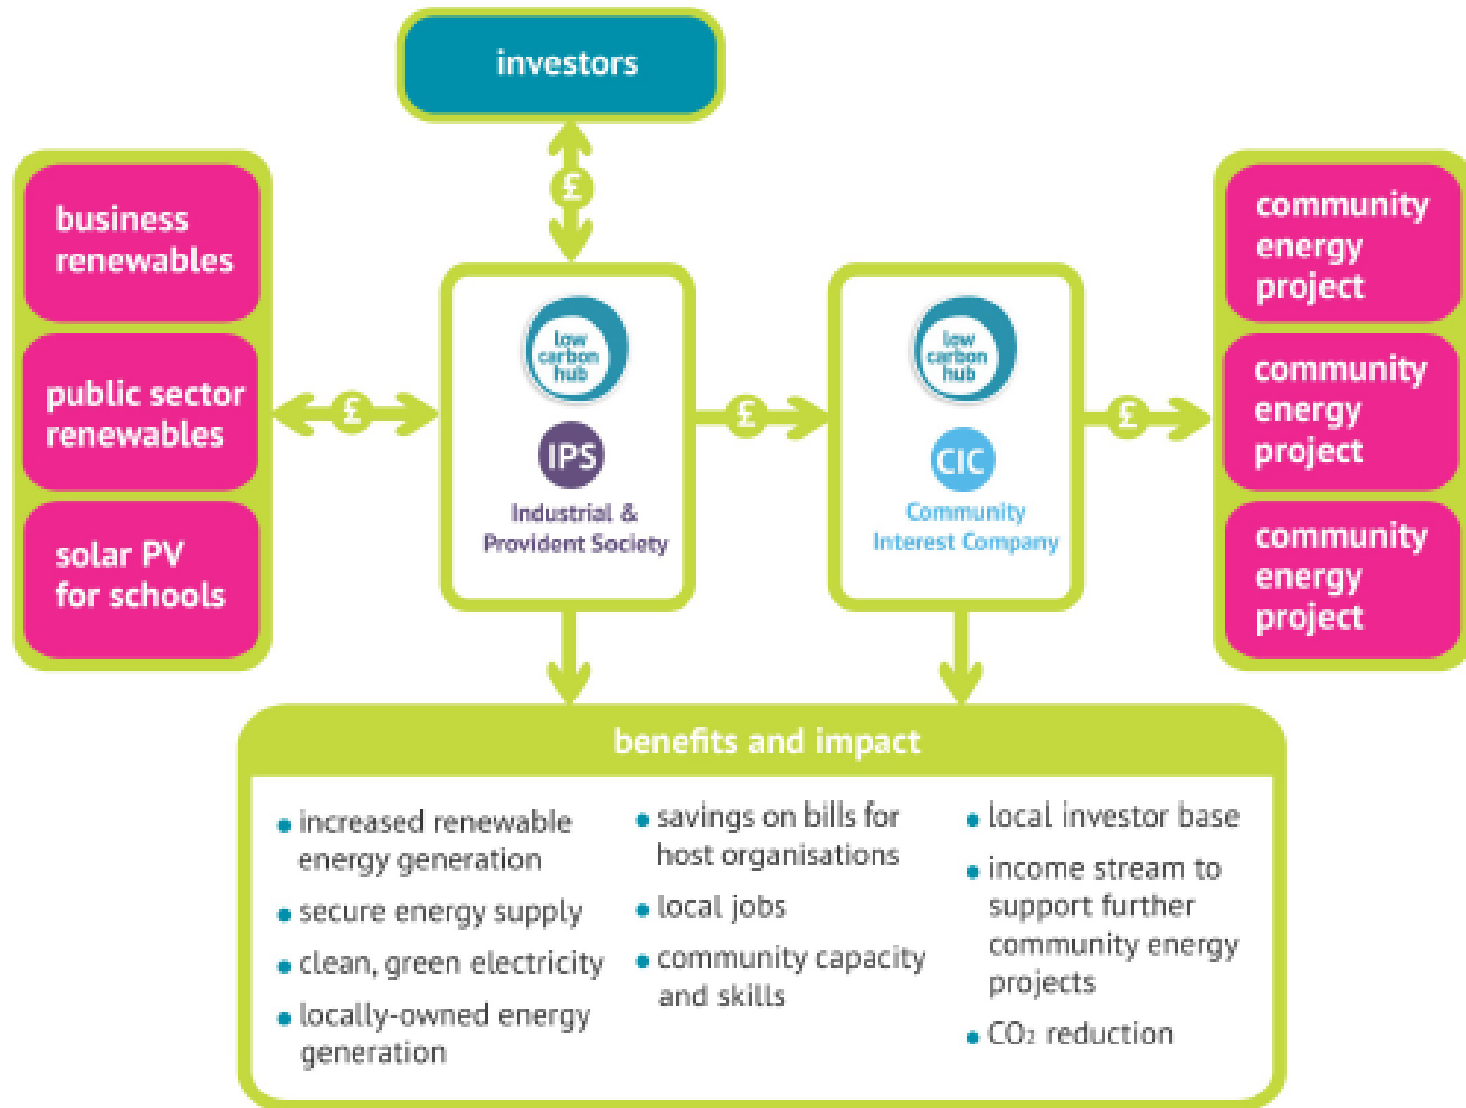 investors
£
business
renewables
public sector
renewables
solar PV
for schools
£
low
carbon
hub
IPS
Industrial &
Provident Society
£
low
carbon
hub
CIC
Community
Interest Company
£
community
energy
project
community
energy
project
community
energy
project
benefits and impact
• increased renewable
energy generation
• secure energy supply
• clean, green electricity
• locally-owned energy
generation
• savings on bills for
host organisations
• local jobs
• community capacity
and skills
• local investor base
• income stream to
support further
community energy
projects
• CO₂ reduction